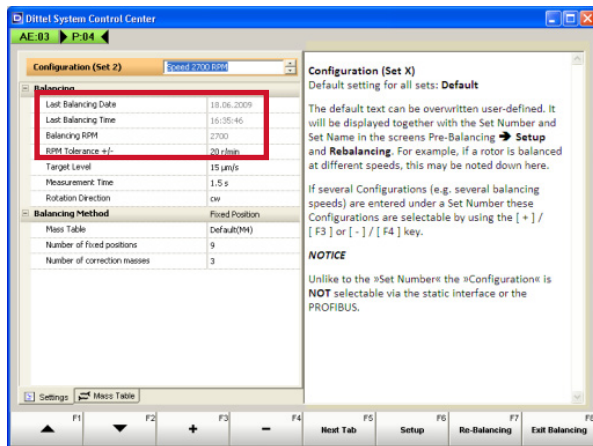 Dittel System Control Center
AE:03 P:04
Configuration (Set 2) Speed 2700 RPM
Balancing
Last Balancing Date 18.06.2009
Last Balancing Time 16:35:46
Balancing RPM 2700
RPM Tolerance +/- 20 r/min
Target Level 15 µm/s
Measurement Time 1.5 s
Rotation Direction cw
Balancing Method Fixed Position
Mass Table Default(M4)
Number of fixed positions 9
Number of correction masses 3
Settings Mass Table
Configuration (Set X)
Default setting for all sets: Default
The default text can be overwritten user-defined. It
will be displayed together with the Set Number and
Set Name in the screens Pre-Balancing ➔ Setup
and Rebalancing. For example, if a rotor is balanced
at different speeds, this may be noted down here.
If several Configurations (e.g. several balancing
speeds) are entered under a Set Number these
Configurations are selectable by using the [ + ] /
[ F3 ] or [ - ] / [ F4 ] key.
NOTICE
Unlike to the »Set Number« the »Configuration« is
NOT selectable via the static interface or the
PROFIBUS.
F1 F2 F3 F4 F5 F6 F7 F8
+ - Next Tab Setup Re-Balancing Exit Balancing